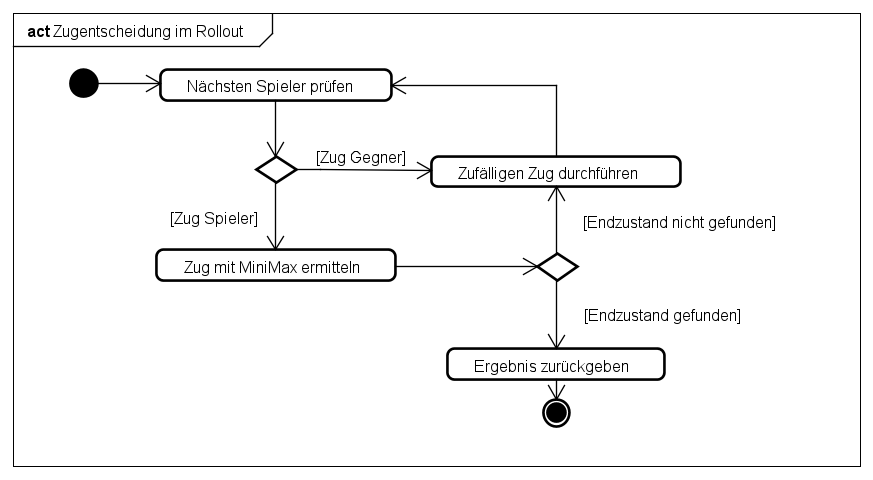 act Zugentscheidung im Rollout
Nächsten Spieler prüfen
[Zug Gegner]
Zufälligen Zug durchführen
[Zug Spieler]
[Endzustand nicht gefunden]
Zug mit MiniMax ermitteln
[Endzustand gefunden]
Ergebnis zurückgeben